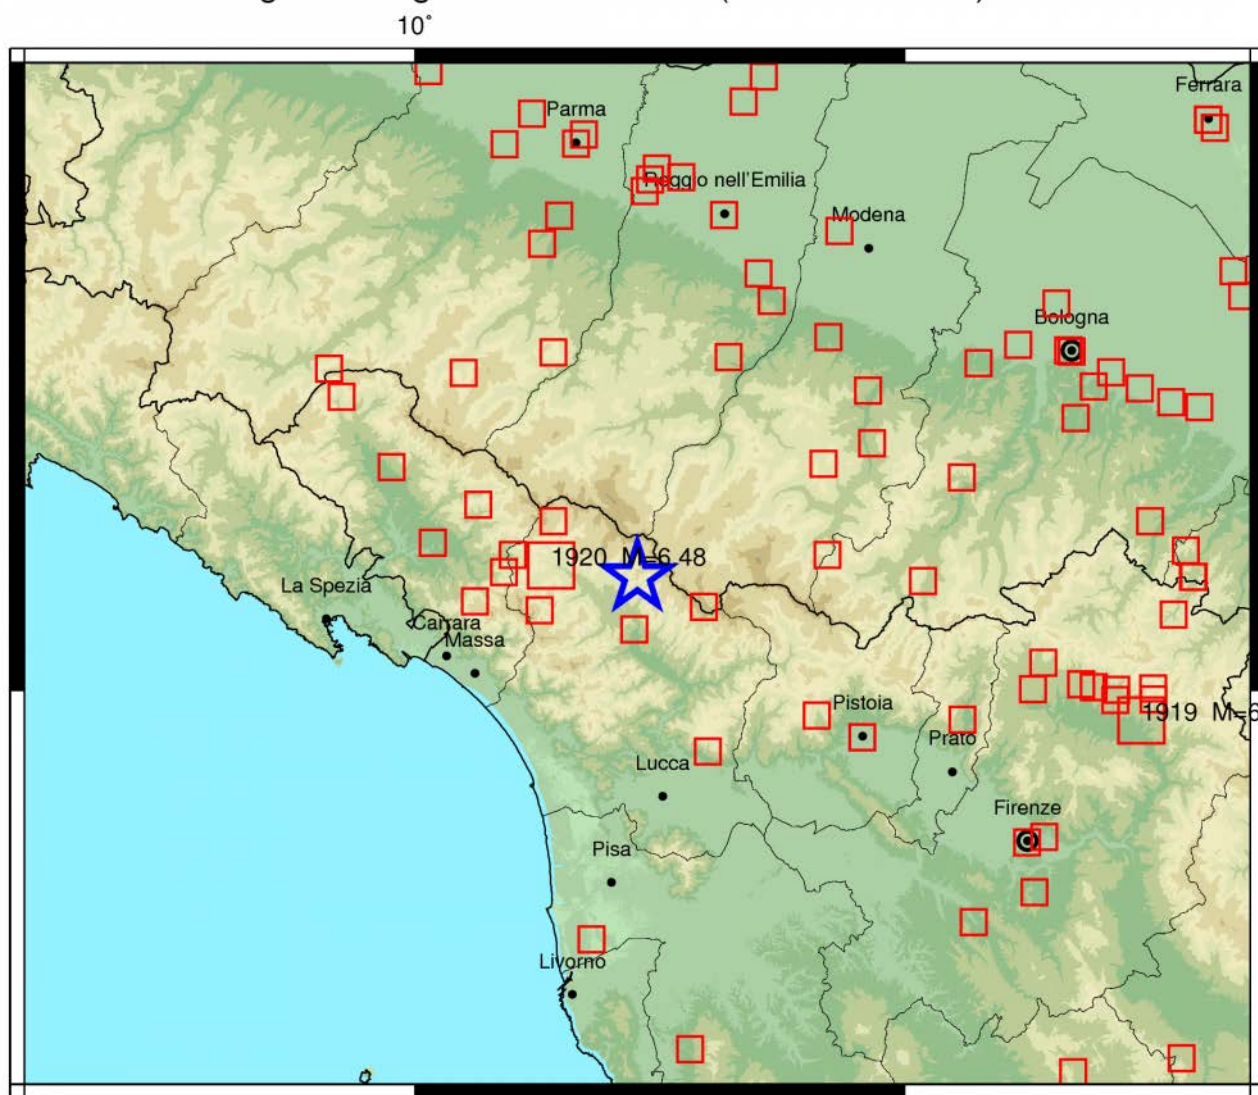 10°
Ferrara
Parma
Reggio nell'Emilia
Modena
Bologna
1920 M=6.48
La Spezia
Carrara
Massa
Pistoia
1919 M=6
Prato
Lucca
Firenze
Pisa
Livorno